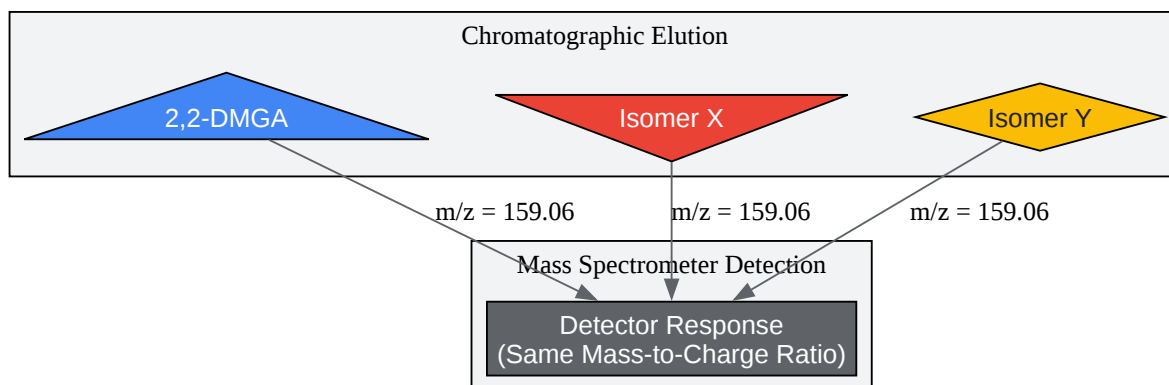 Chromatographic Elution
2,2-DMGA
Isomer X
Isomer Y
m/z = 159.06
m/z = 159.06
m/z = 159.06
Mass Spectrometer Detection
Detector Response
(Same Mass-to-Charge Ratio)